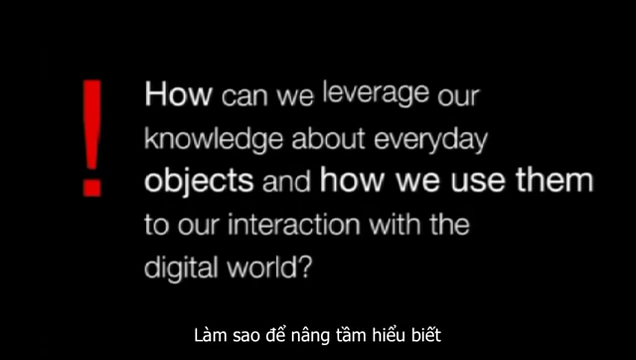 !
How can we leverage our
knowledge about everyday
objects and how we use them
to our interaction with the
digital world?
Làm sao để nâng tầm hiểu biết